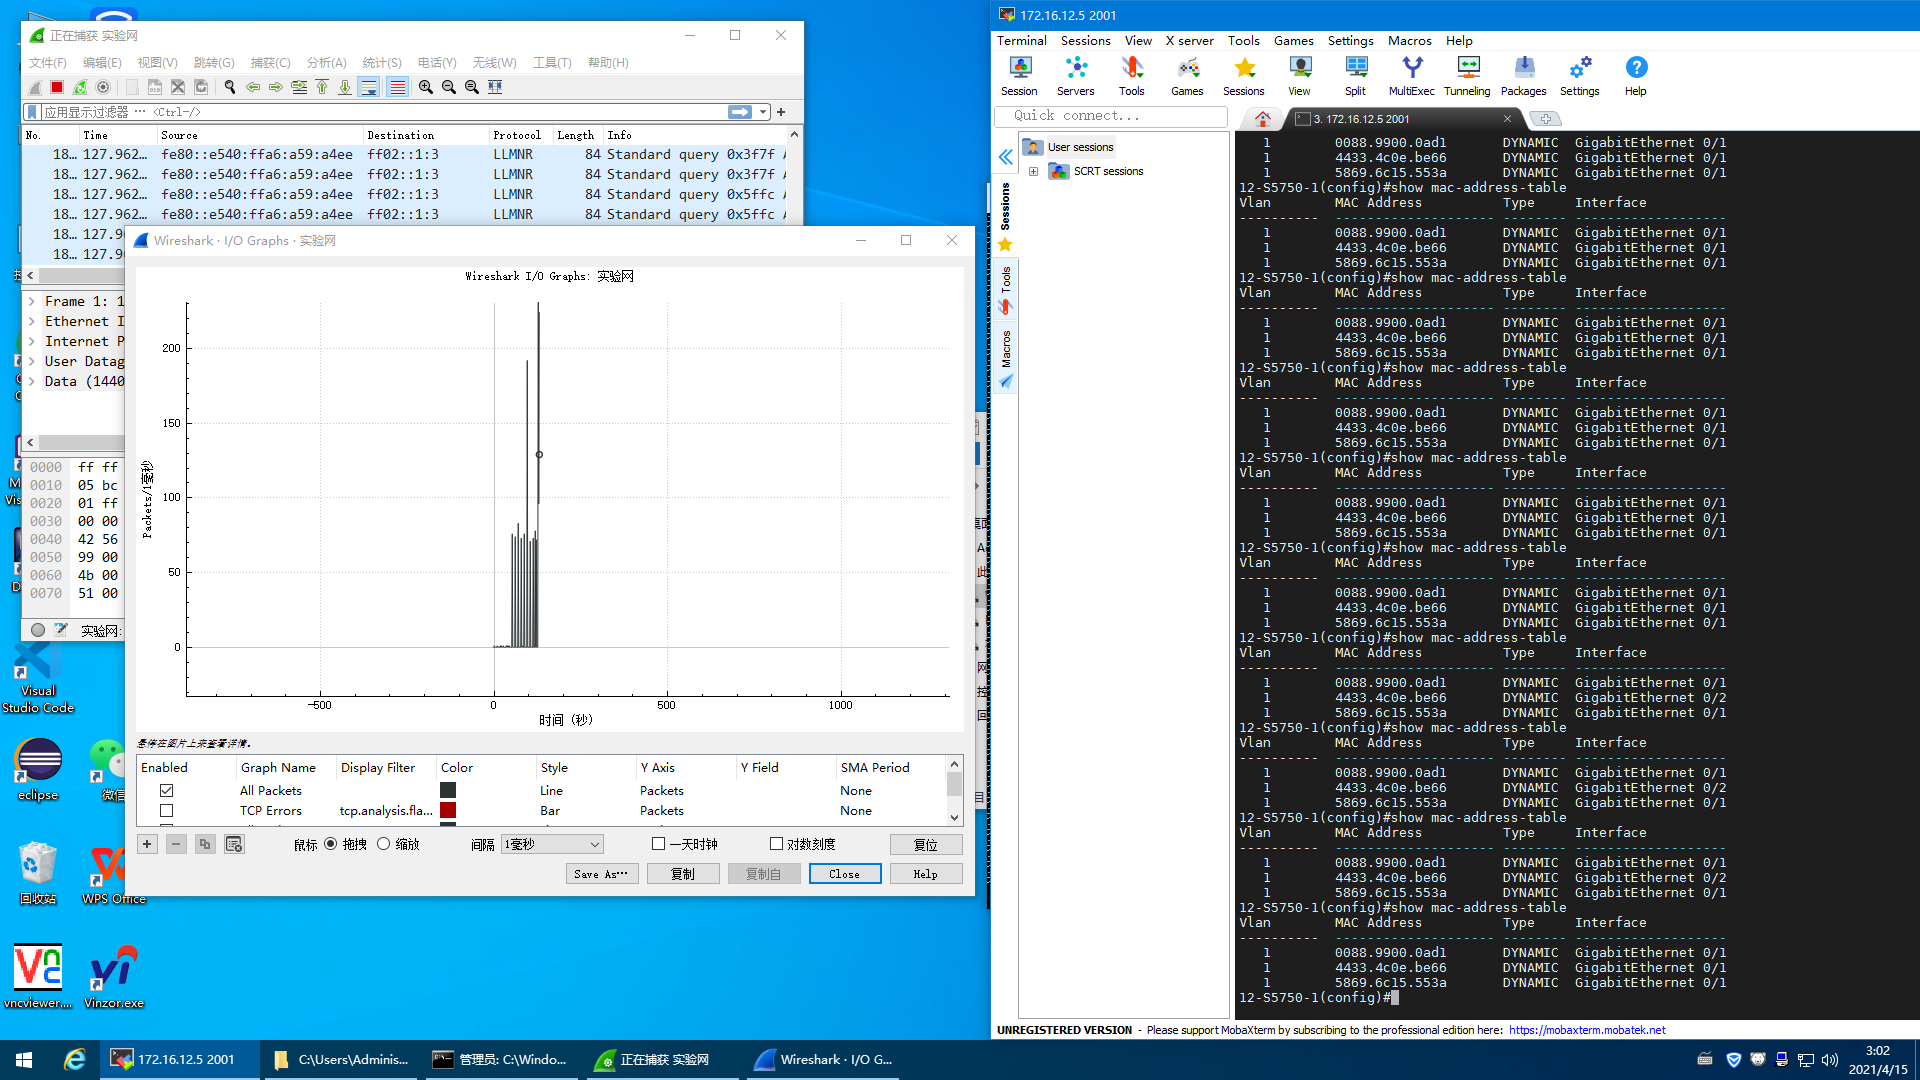 正在捕获 实验网
文件(F) 编辑(E) 视图(V) 跳转(G) 捕获(C) 分析(A) 统计(S) 电话(Y) 无线(W) 工具(T) 帮助(H)
应用显示过滤器 … <Ctrl-/>
No. Time Source Destination Protocol Length Info
18… 127.962… fe80::e540:ffa6:a59:a4ee ff02::1:3 LLMNR 84 Standard query 0x3f7f
18… 127.962… fe80::e540:ffa6:a59:a4ee ff02::1:3 LLMNR 84 Standard query 0x3f7f
18… 127.962… fe80::e540:ffa6:a59:a4ee ff02::1:3 LLMNR 84 Standard query 0x5ffc
18… 127.962… fe80::e540:ffa6:a59:a4ee ff02::1:3 LLMNR 84 Standard query 0x5ffc
18… 127.9
18… 127.9
Frame 1: 1
Ethernet I
Internet P
User Datag
Data (1440
0000 ff ff
0010 05 bc
0020 01 ff
0030 00 00
0040 42 56
0050 99 00
0060 4b 00
0070 51 00
实验网:
Wireshark · I/O Graphs · 实验网
Wireshark I/O Graphs: 实验网
Packets/1毫秒
200
150
100
50
0
-500 0 500 1000
时间 (秒)
悬停在图片上来查看详情。
Enabled Graph Name Display Filter Color Style Y Axis Y Field SMA Period
All Packets Line Packets None
TCP Errors tcp.analysis.fla... Bar Packets None
鼠标 拖拽 缩放 间隔 1毫秒 一天时钟 对数刻度 复位
Save As… 复制 复制自 Close Help
Visual Studio Code
eclipse
微信
回收站
WPS Office
vncviewer....
Vinzor.exe
172.16.12.5 2001
Terminal Sessions View X server Tools Games Settings Macros Help
Session Servers Tools Games Sessions View Split MultiExec Tunneling Packages Settings Help
Quick connect...
3. 172.16.12.5 2001
User sessions
SCRT sessions
Sessions
Tools
Macros
1 0088.9900.0ad1 DYNAMIC GigabitEthernet 0/1
1 4433.4c0e.be66 DYNAMIC GigabitEthernet 0/1
1 5869.6c15.553a DYNAMIC GigabitEthernet 0/1
12-S5750-1(config)#show mac-address-table
Vlan MAC Address Type Interface
---------- -------------------- -------- -------------------
1 0088.9900.0ad1 DYNAMIC GigabitEthernet 0/1
1 4433.4c0e.be66 DYNAMIC GigabitEthernet 0/1
1 5869.6c15.553a DYNAMIC GigabitEthernet 0/1
12-S5750-1(config)#show mac-address-table
Vlan MAC Address Type Interface
---------- -------------------- -------- -------------------
1 0088.9900.0ad1 DYNAMIC GigabitEthernet 0/1
1 4433.4c0e.be66 DYNAMIC GigabitEthernet 0/1
1 5869.6c15.553a DYNAMIC GigabitEthernet 0/1
12-S5750-1(config)#show mac-address-table
Vlan MAC Address Type Interface
---------- -------------------- -------- -------------------
1 0088.9900.0ad1 DYNAMIC GigabitEthernet 0/1
1 4433.4c0e.be66 DYNAMIC GigabitEthernet 0/1
1 5869.6c15.553a DYNAMIC GigabitEthernet 0/1
12-S5750-1(config)#show mac-address-table
Vlan MAC Address Type Interface
---------- -------------------- -------- -------------------
1 0088.9900.0ad1 DYNAMIC GigabitEthernet 0/1
1 4433.4c0e.be66 DYNAMIC GigabitEthernet 0/1
1 5869.6c15.553a DYNAMIC GigabitEthernet 0/1
12-S5750-1(config)#show mac-address-table
Vlan MAC Address Type Interface
---------- -------------------- -------- -------------------
1 0088.9900.0ad1 DYNAMIC GigabitEthernet 0/1
1 4433.4c0e.be66 DYNAMIC GigabitEthernet 0/1
1 5869.6c15.553a DYNAMIC GigabitEthernet 0/1
12-S5750-1(config)#show mac-address-table
Vlan MAC Address Type Interface
---------- -------------------- -------- -------------------
1 0088.9900.0ad1 DYNAMIC GigabitEthernet 0/1
1 4433.4c0e.be66 DYNAMIC GigabitEthernet 0/2
1 5869.6c15.553a DYNAMIC GigabitEthernet 0/1
12-S5750-1(config)#show mac-address-table
Vlan MAC Address Type Interface
---------- -------------------- -------- -------------------
1 0088.9900.0ad1 DYNAMIC GigabitEthernet 0/1
1 4433.4c0e.be66 DYNAMIC GigabitEthernet 0/2
1 5869.6c15.553a DYNAMIC GigabitEthernet 0/1
12-S5750-1(config)#show mac-address-table
Vlan MAC Address Type Interface
---------- -------------------- -------- -------------------
1 0088.9900.0ad1 DYNAMIC GigabitEthernet 0/1
1 4433.4c0e.be66 DYNAMIC GigabitEthernet 0/2
1 5869.6c15.553a DYNAMIC GigabitEthernet 0/1
12-S5750-1(config)#show mac-address-table
Vlan MAC Address Type Interface
---------- -------------------- -------- -------------------
1 0088.9900.0ad1 DYNAMIC GigabitEthernet 0/1
1 4433.4c0e.be66 DYNAMIC GigabitEthernet 0/1
1 5869.6c15.553a DYNAMIC GigabitEthernet 0/1
12-S5750-1(config)#
UNREGISTERED VERSION - Please support MobaXterm by subscribing to the professional edition here: https://mobaxterm.mobatek.net
172.16.12.5 2001
C:\Users\Adminis...
管理员: C:\Windo...
正在捕获 实验网
Wireshark · I/O G...
3:02
2021/4/15